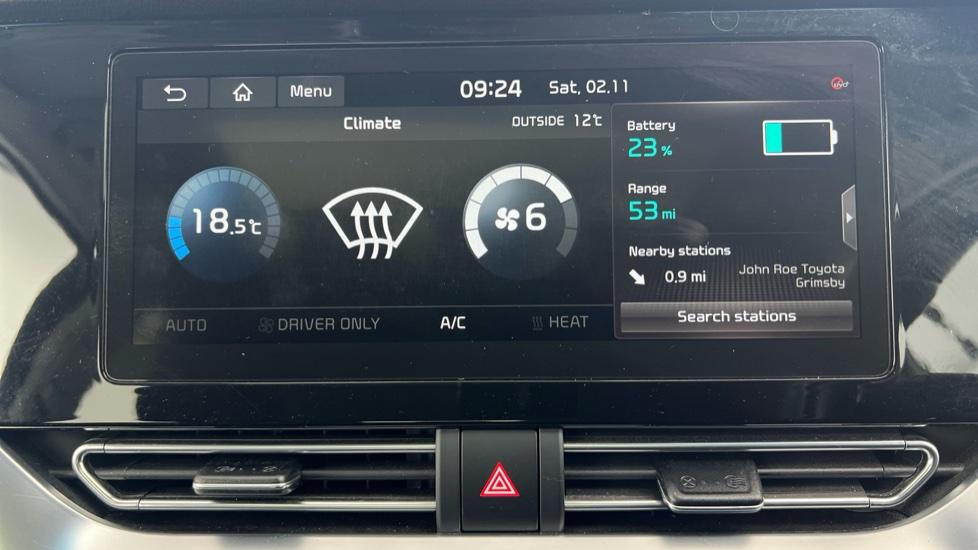 Menu
09:24 Sat, 02.11
Climate
OUTSIDE 12°C
18.5°C
6
AUTO
DRIVER ONLY
A/C
HEAT
Battery
23 %
Range
53 mi
Nearby stations
0.9 mi
John Roe Toyota
Grimsby
Search stations